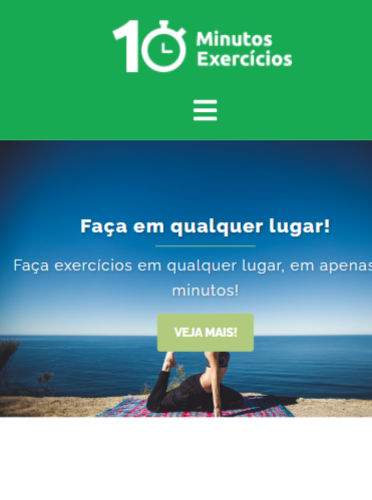 10 Minutos
Exercícios
Faça em qualquer lugar!
Faça exercícios em qualquer lugar, em apenas
minutos!
VEJA MAIS!